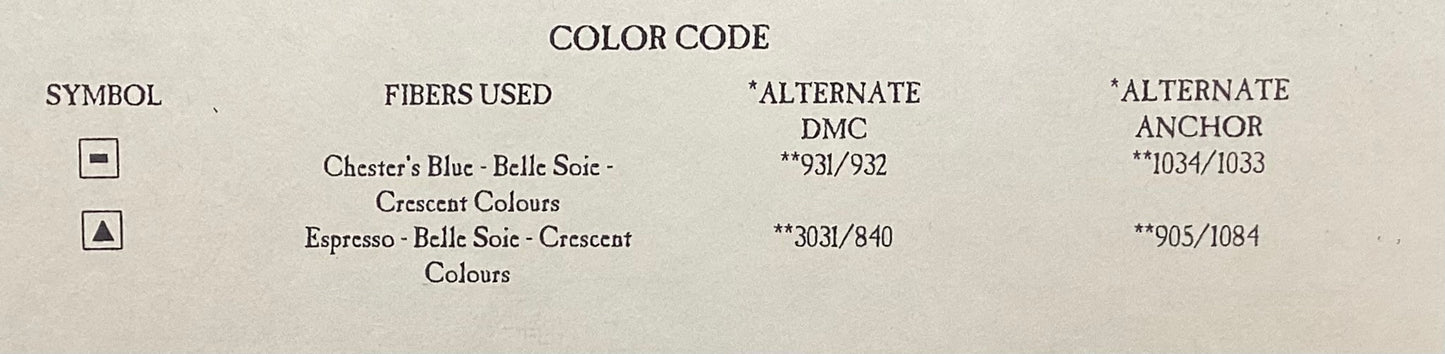 COLOR CODE
SYMBOL FIBERS USED *ALTERNATE *ALTERNATE
DMC ANCHOR
Chester's Blue - Belle Soie - **931/932 **1034/1033
Crescent Colours
Espresso - Belle Soie - Crescent **3031/840 **905/1084
Colours